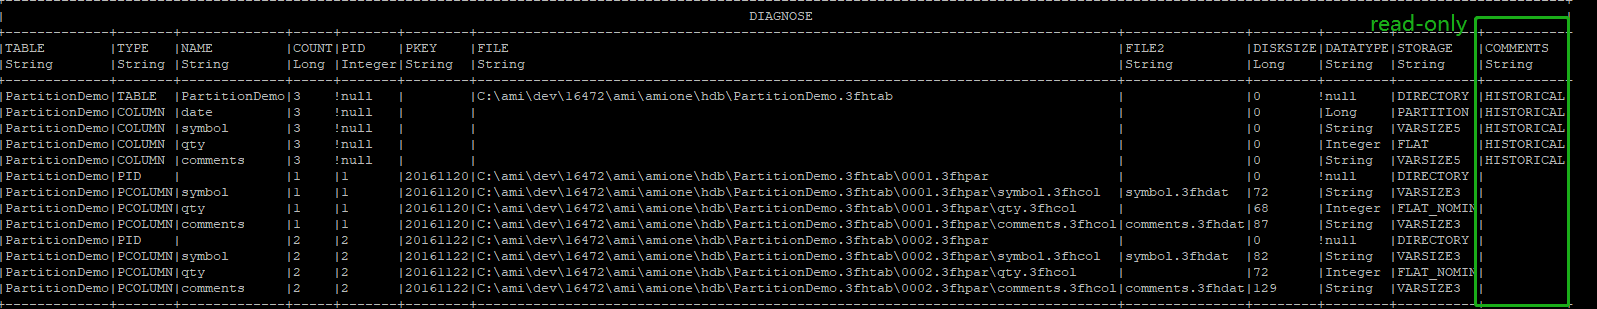 DIAGNOSE
read-only
|TABLE |TYPE |NAME |COUNT|PID |PKEY |FILE |FILE2 |DISKSIZE|DATATYPE|STORAGE |COMMENTS
|String |String |String |Long |Integer|String |String |String |Long |String |String |String
|PartitionDemo|TABLE |PartitionDemo|3 |!null | |C:\ami\dev\16472\ami\amione\hdb\PartitionDemo.3fhtab | |0 |!null |DIRECTORY |HISTORICAL
|PartitionDemo|COLUMN |date |3 |!null | | | |0 |Long |PARTITION |HISTORICAL
|PartitionDemo|COLUMN |symbol |3 |!null | | | |0 |String |VARSIZE5 |HISTORICAL
|PartitionDemo|COLUMN |qty |3 |!null | | | |0 |Integer |FLAT |HISTORICAL
|PartitionDemo|COLUMN |comments |3 |!null | | | |0 |String |VARSIZE5 |HISTORICAL
|PartitionDemo|PID | |1 |1 |20161120|C:\ami\dev\16472\ami\amione\hdb\PartitionDemo.3fhtab\0001.3fhpar | |0 |!null |DIRECTORY |
|PartitionDemo|PCOLUMN|symbol |1 |1 |20161120|C:\ami\dev\16472\ami\amione\hdb\PartitionDemo.3fhtab\0001.3fhpar\symbol.3fhcol |symbol.3fhdat |72 |String |VARSIZE3 |
|PartitionDemo|PCOLUMN|qty |1 |1 |20161120|C:\ami\dev\16472\ami\amione\hdb\PartitionDemo.3fhtab\0001.3fhpar\qty.3fhcol | |68 |Integer |FLAT_NOMIN|
|PartitionDemo|PCOLUMN|comments |1 |1 |20161120|C:\ami\dev\16472\ami\amione\hdb\PartitionDemo.3fhtab\0001.3fhpar\comments.3fhcol|comments.3fhdat|87 |String |VARSIZE3 |
|PartitionDemo|PID | |2 |2 |20161122|C:\ami\dev\16472\ami\amione\hdb\PartitionDemo.3fhtab\0002.3fhpar | |0 |!null |DIRECTORY |
|PartitionDemo|PCOLUMN|symbol |2 |2 |20161122|C:\ami\dev\16472\ami\amione\hdb\PartitionDemo.3fhtab\0002.3fhpar\symbol.3fhcol |symbol.3fhdat |82 |String |VARSIZE3 |
|PartitionDemo|PCOLUMN|qty |2 |2 |20161122|C:\ami\dev\16472\ami\amione\hdb\PartitionDemo.3fhtab\0002.3fhpar\qty.3fhcol | |72 |Integer |FLAT_NOMIN|
|PartitionDemo|PCOLUMN|comments |2 |2 |20161122|C:\ami\dev\16472\ami\amione\hdb\PartitionDemo.3fhtab\0002.3fhpar\comments.3fhcol|comments.3fhdat|129 |String |VARSIZE3 |